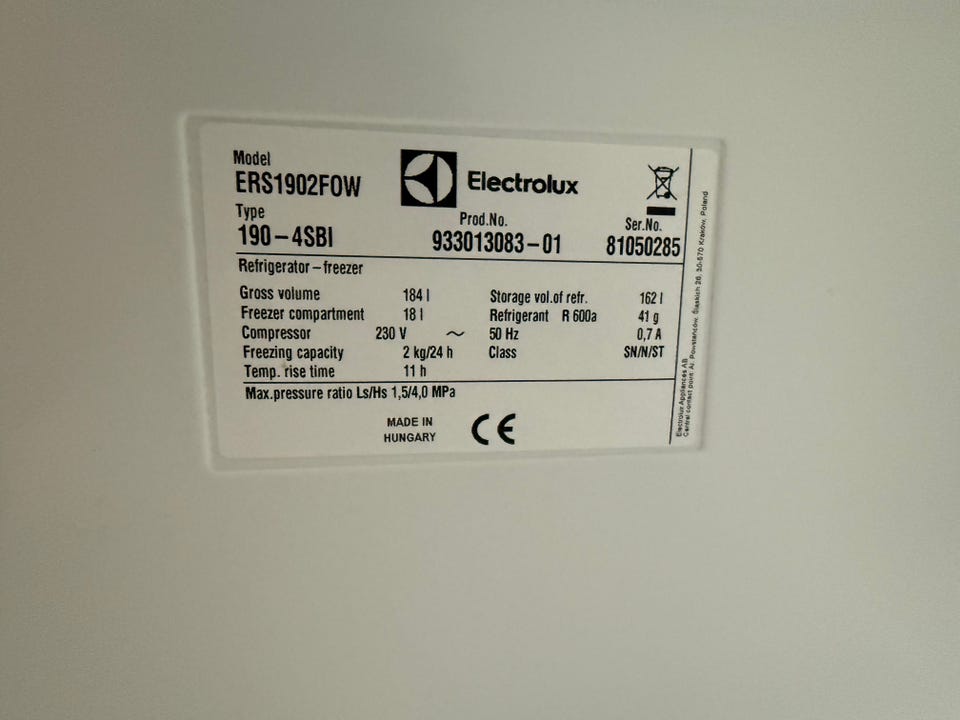 Model
ERS1902FOW
Electrolux
Type
190-4SBI
Prod.No.
933013083-01
Ser.No.
81050285
Refrigerator-freezer
Gross volume 184 l Storage vol.of refr. 162 l
Freezer compartment 18 l Refrigerant R 600a 41 g
Compressor 230 V ~ 50 Hz 0,7 A
Freezing capacity 2 kg/24 h Class SN/N/ST
Temp. rise time 11 h
Max.pressure ratio Ls/Hs 1,5/4,0 MPa
MADE IN
HUNGARY
CE
Electrolux Appliances AB
Central contact point Al. Powstańców Śląskich 26, 30-570 Kraków, Poland